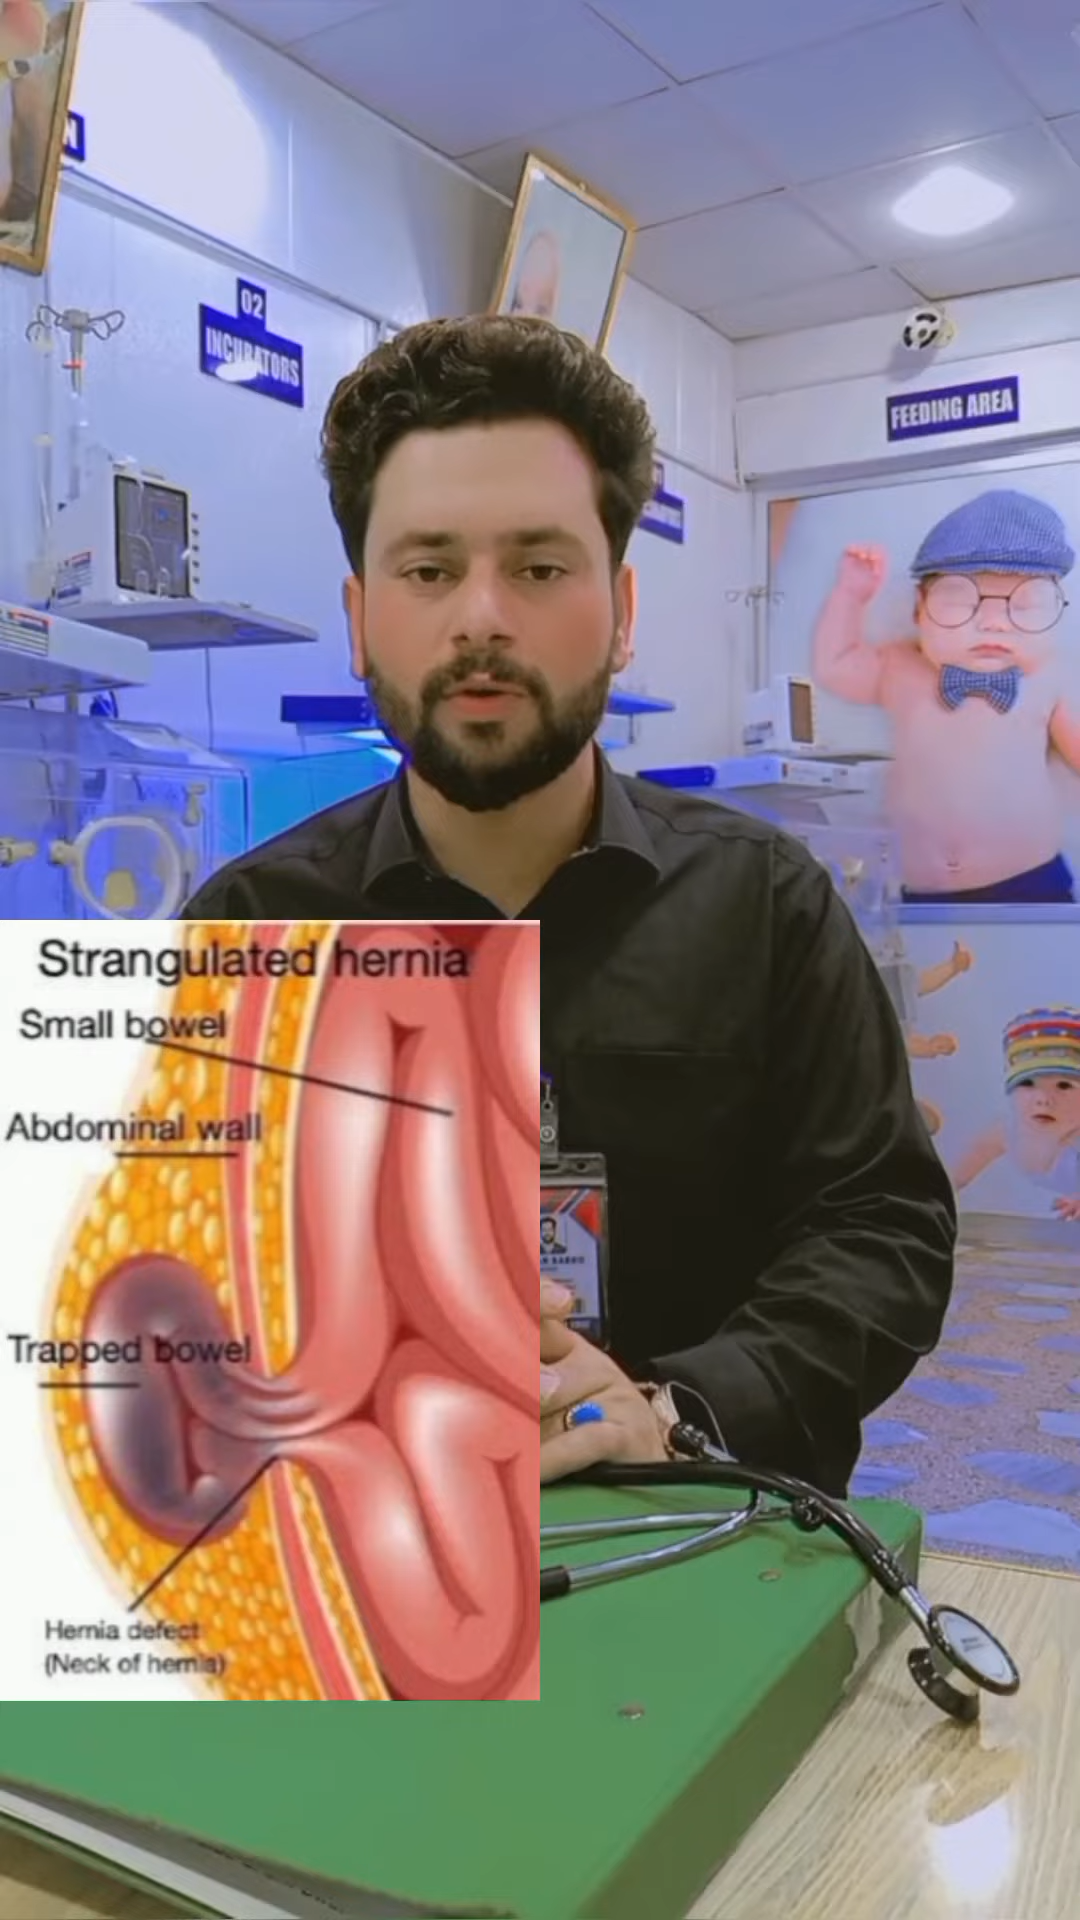 N
02
INCUBATORS
FEEDING AREA
Strangulated hernia
Small bowel
Abdominal wall
Trapped bowel
Hernia defect
(Neck of hernia)